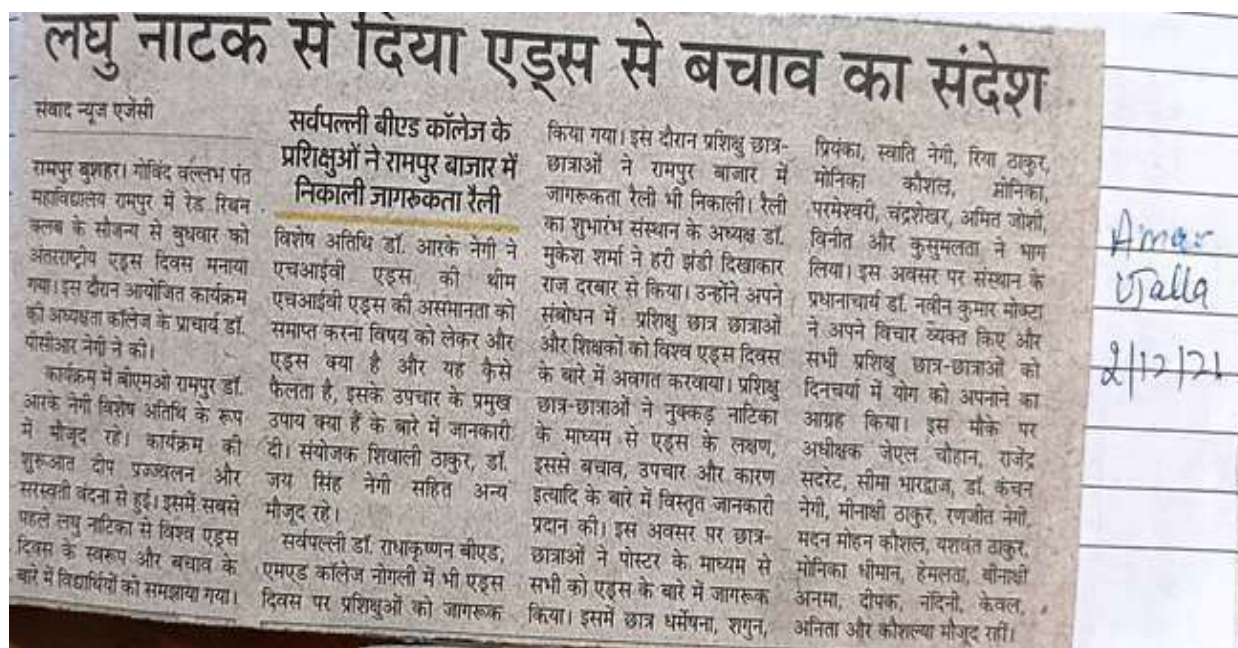 लघु नाटक से दिया एड्स से बचाव का संदेश
संवाद न्यूज एजेंसी
रामपुर बुशहर। गोविंद वल्लभ पंत
महाविद्यालय रामपुर में रेड रिबन
क्लब के सौजन्य से बुधवार को
अंतरराष्ट्रीय एड्स दिवस मनाया
गया। इस दौरान आयोजित कार्यक्रम
की अध्यक्षता कॉलेज के प्राचार्य डॉ.
पीसीआर नेगी ने की।
कार्यक्रम में बीएमओ रामपुर डॉ.
आरके नेगी विशेष अतिथि के रूप
में मौजूद रहे। कार्यक्रम की
शुरूआत दीप प्रज्ज्वलन और
सरस्वती वंदना से हुई। इसमें सबसे
पहले लघु नाटिका से विश्व एड्स
दिवस के स्वरूप और बचाव के
बारे में विद्यार्थियों को समझाया गया।
सर्वपल्ली बीएड कॉलेज के
प्रशिक्षुओं ने रामपुर बाजार में
निकाली जागरूकता रैली
विशेष अतिथि डॉ. आरके नेगी ने
एचआईवी एड्स की थीम
एचआईवी एड्स की असमानता को
समाप्त करना विषय को लेकर और
एड्स क्या है और यह कैसे
फैलता है, इसके उपचार के प्रमुख
उपाय क्या हैं के बारे में जानकारी
दी। संयोजक शिवाली ठाकुर, डॉ.
जय सिंह नेगी सहित अन्य
मौजूद रहे।
सर्वपल्ली डॉ. राधाकृष्णन बीएड,
एमएड कॉलेज नोगली में भी एड्स
दिवस पर प्रशिक्षुओं को जागरूक
किया गया। इस दौरान प्रशिक्षु छात्र-
छात्राओं ने रामपुर बाजार में
जागरूकता रैली भी निकाली। रैली
का शुभारंभ संस्थान के अध्यक्ष डॉ.
मुकेश शर्मा ने हरी झंडी दिखाकार
राज दरबार से किया। उन्होंने अपने
संबोधन में प्रशिक्षु छात्र छात्राओं
और शिक्षकों को विश्व एड्स दिवस
के बारे में अवगत करवाया। प्रशिक्षु
छात्र-छात्राओं ने नुक्कड़ नाटिका
के माध्यम से एड्स के लक्षण,
इससे बचाव, उपचार और कारण
इत्यादि के बारे में विस्तृत जानकारी
प्रदान की। इस अवसर पर छात्र-
छात्राओं ने पोस्टर के माध्यम से
सभी को एड्स के बारे में जागरूक
किया। इसमें छात्र धर्मेषना, शगुन,
प्रियंका, स्वाति नेगी, रिया ठाकुर,
मोनिका कौशल, मोनिका,
परमेश्वरी, चंद्रशेखर, अमित जोशी,
विनीत और कुसुमलता ने भाग
लिया। इस अवसर पर संस्थान के
प्रधानाचार्य डॉ. नवीन कुमार मोक्टा
ने अपने विचार व्यक्त किए और
सभी प्रशिक्षु छात्र-छात्राओं को
दिनचर्या में योग को अपनाने का
आग्रह किया। इस मौके पर
अधीक्षक जेएल चौहान, राजेंद्र
सदरेट, सीमा भारद्वाज, डॉ. कंचन
नेगी, मीनाक्षी ठाकुर, रणजीत नेगी
मदन मोहन कौशल, यशवंत ठाकुर,
मोनिका धीमान, हेमलता, बीनाक्षी
अनमा, दीपक, नंदिनी, केवल,
अनिता और कौशल्या मौजूद रहीं।
Amar
Ujalla
2/12/21